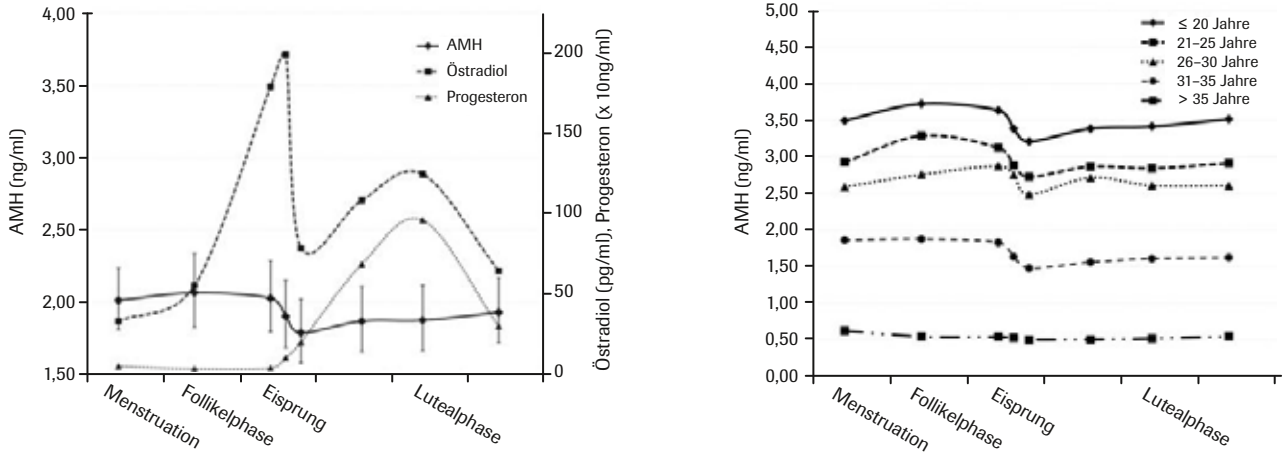 4,00
3,50
3,00
2,50
2,00
1,50
AMH (ng/ml)
AMH
Östradiol
Progesteron
200
150
100
50
0
Östradiol (pg/ml), Progesteron (x 10ng/ml)
Menstruation
Follikelphase
Eisprung
Lutealphase
5,00
4,50
4,00
3,50
3,00
2,50
2,00
1,50
1,00
0,50
0,00
AMH (ng/ml)
≤ 20 Jahre
21–25 Jahre
26–30 Jahre
31–35 Jahre
> 35 Jahre
Menstruation
Follikelphase
Eisprung
Lutealphase